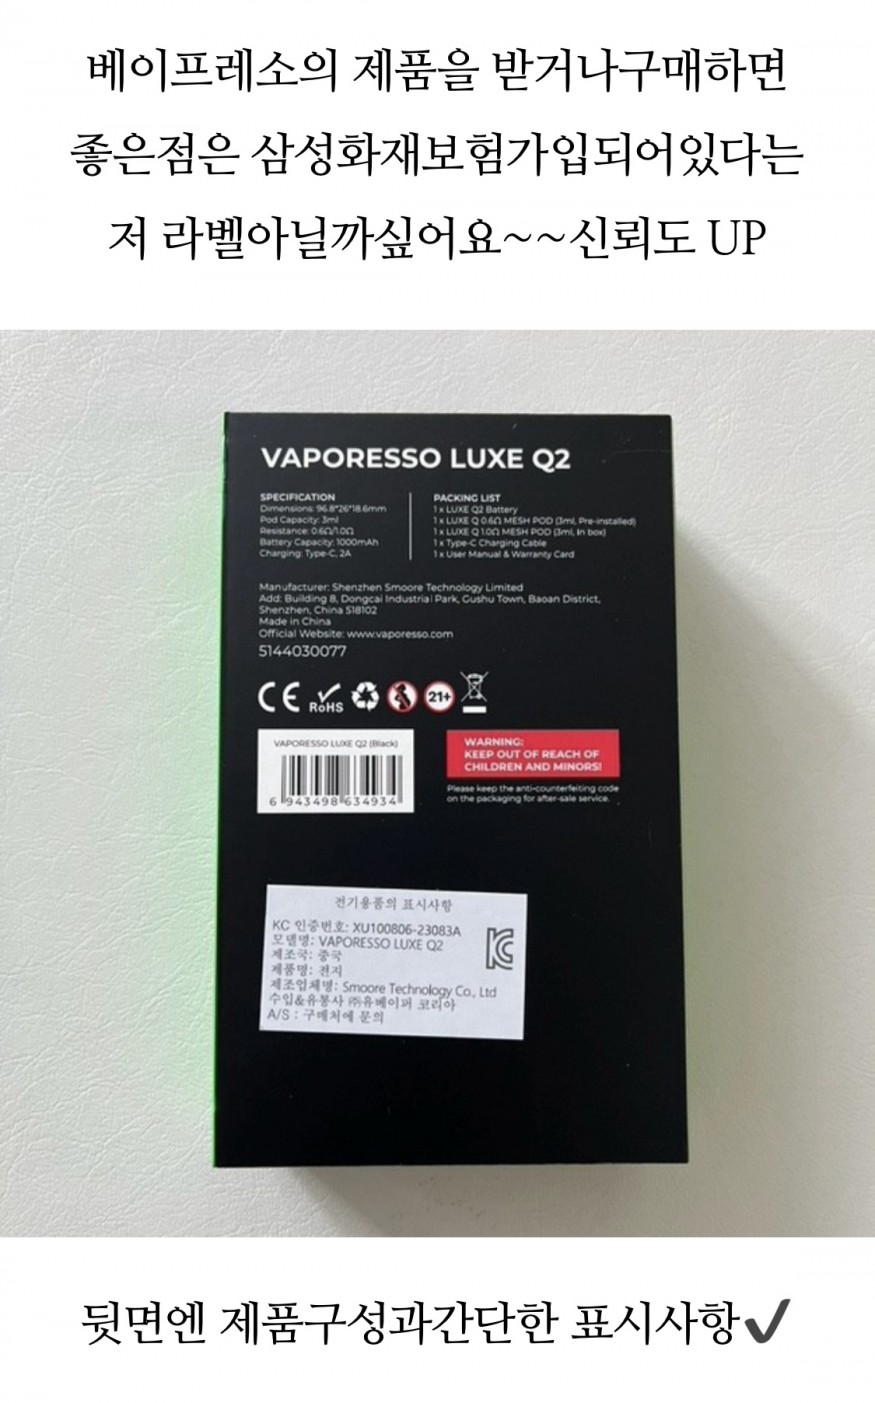 베이프레소의 제품을 받거나구매하면
좋은점은 삼성화재보험가입되어있다는
저 라벨아닐까싶어요~~신뢰도 UP
VAPORESSO LUXE Q2
SPECIFICATION
Dimensions: 96.8*26*18.6mm
Pod Capacity: 3ml
Resistance: 0.6Ω/1.0Ω
Battery Capacity: 1000mAh
Charging: Type-C, 2A
PACKING LIST
1 x LUXE Q2 Battery
1 x LUXE Q 0.6Ω MESH POD (3ml, Pre-installed)
1 x LUXE Q 1.0Ω MESH POD (3ml, In box)
1 x Type-C Charging Cable
1 x User Manual & Warranty Card
Manufacturer: Shenzhen Smoore Technology Limited
Add: Building 8, Dongcai Industrial Park, Gushu Town, Baoan District,
Shenzhen, China 518102
Made in China
Official Website: www.vaporesso.com
5144030077
CE RoHS 21+
VAPORESSO LUXE Q2 (Black)
6 943498 634934
WARNING:
KEEP OUT OF REACH OF
CHILDREN AND MINORS!
Please keep the anti-counterfeiting code
on the packaging for after-sale service.
전기용품의 표시사항
KC 인증번호: XU100806-23083A
모델명: VAPORESSO LUXE Q2
제조국: 중국
제품명: 전지
제조업체명: Smoore Technology Co., Ltd
수입&유통사 ㈜유베이퍼 코리아
A/S : 구매처에 문의
뒷면엔 제품구성과간단한 표시사항✔